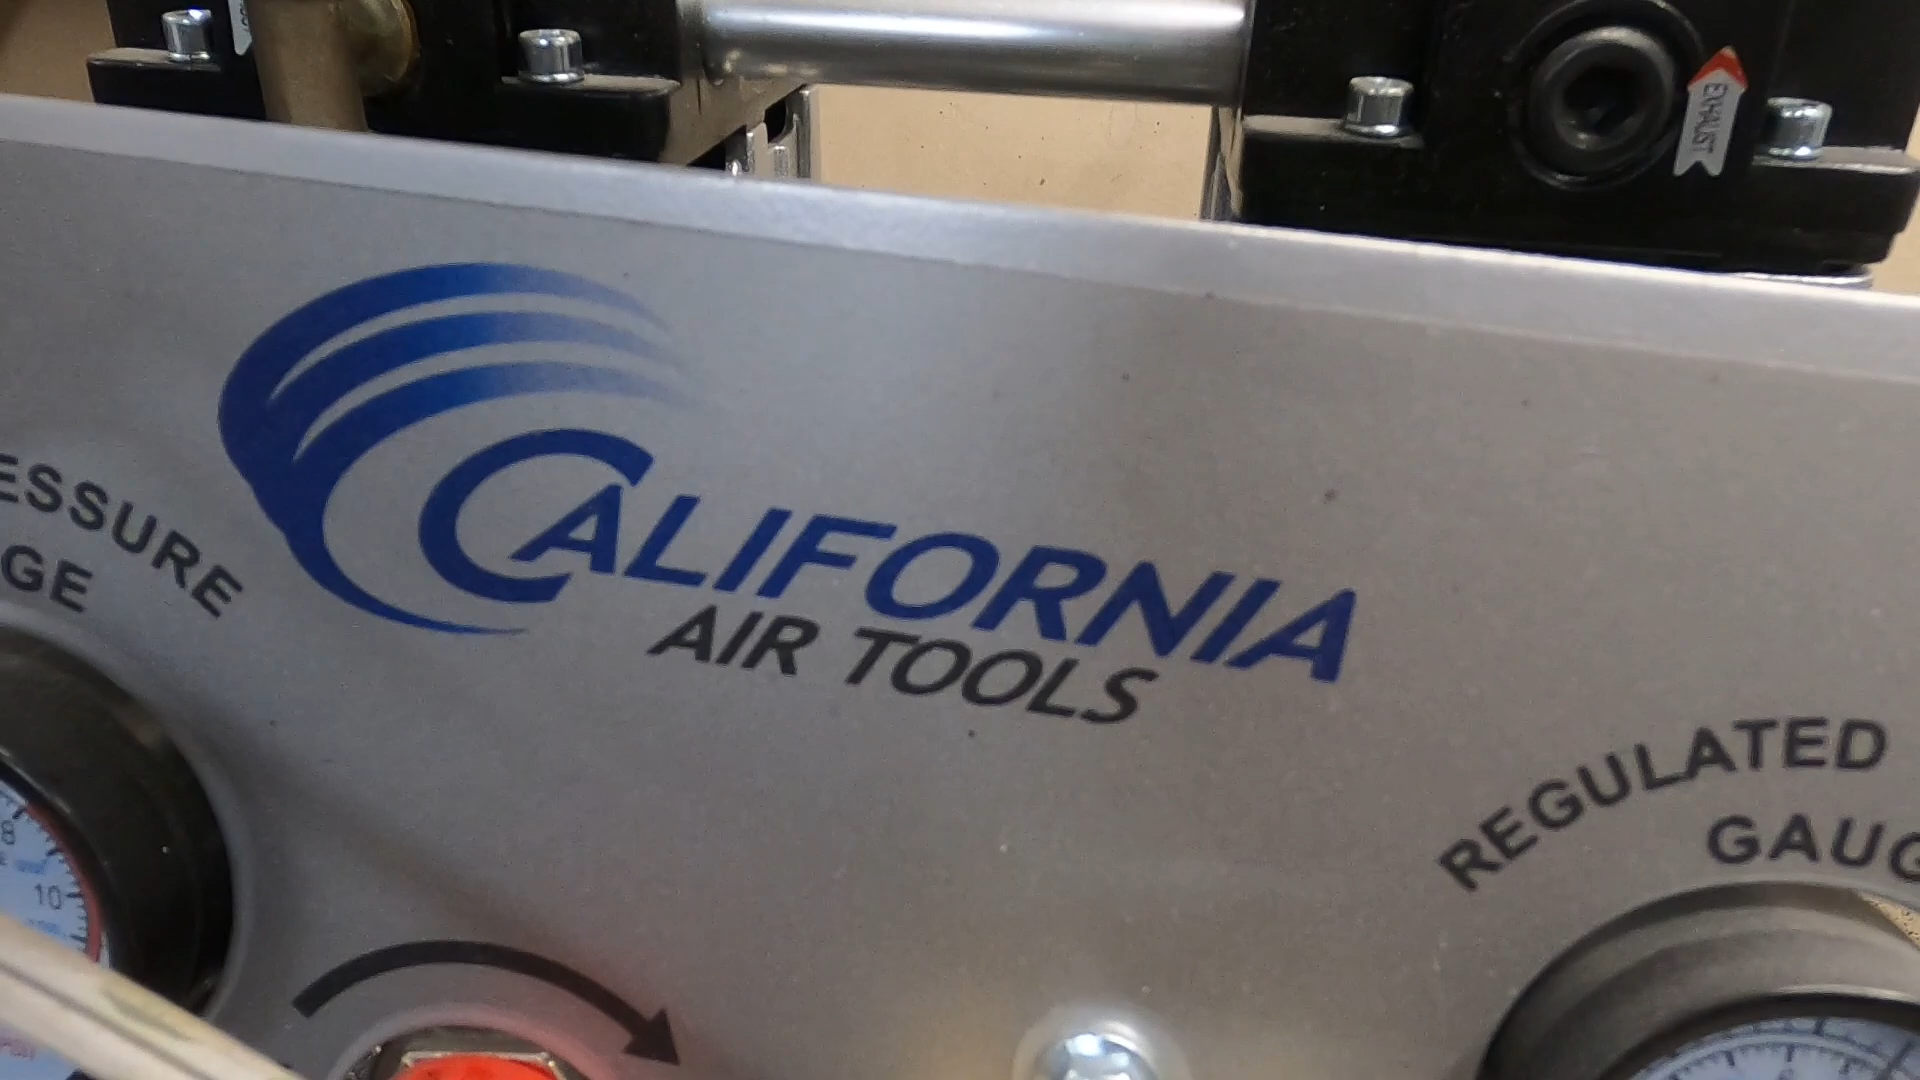 EXHAUST
CALIFORNIA
AIR TOOLS
ESSURE
GE
REGULATED
GAUG
8
10